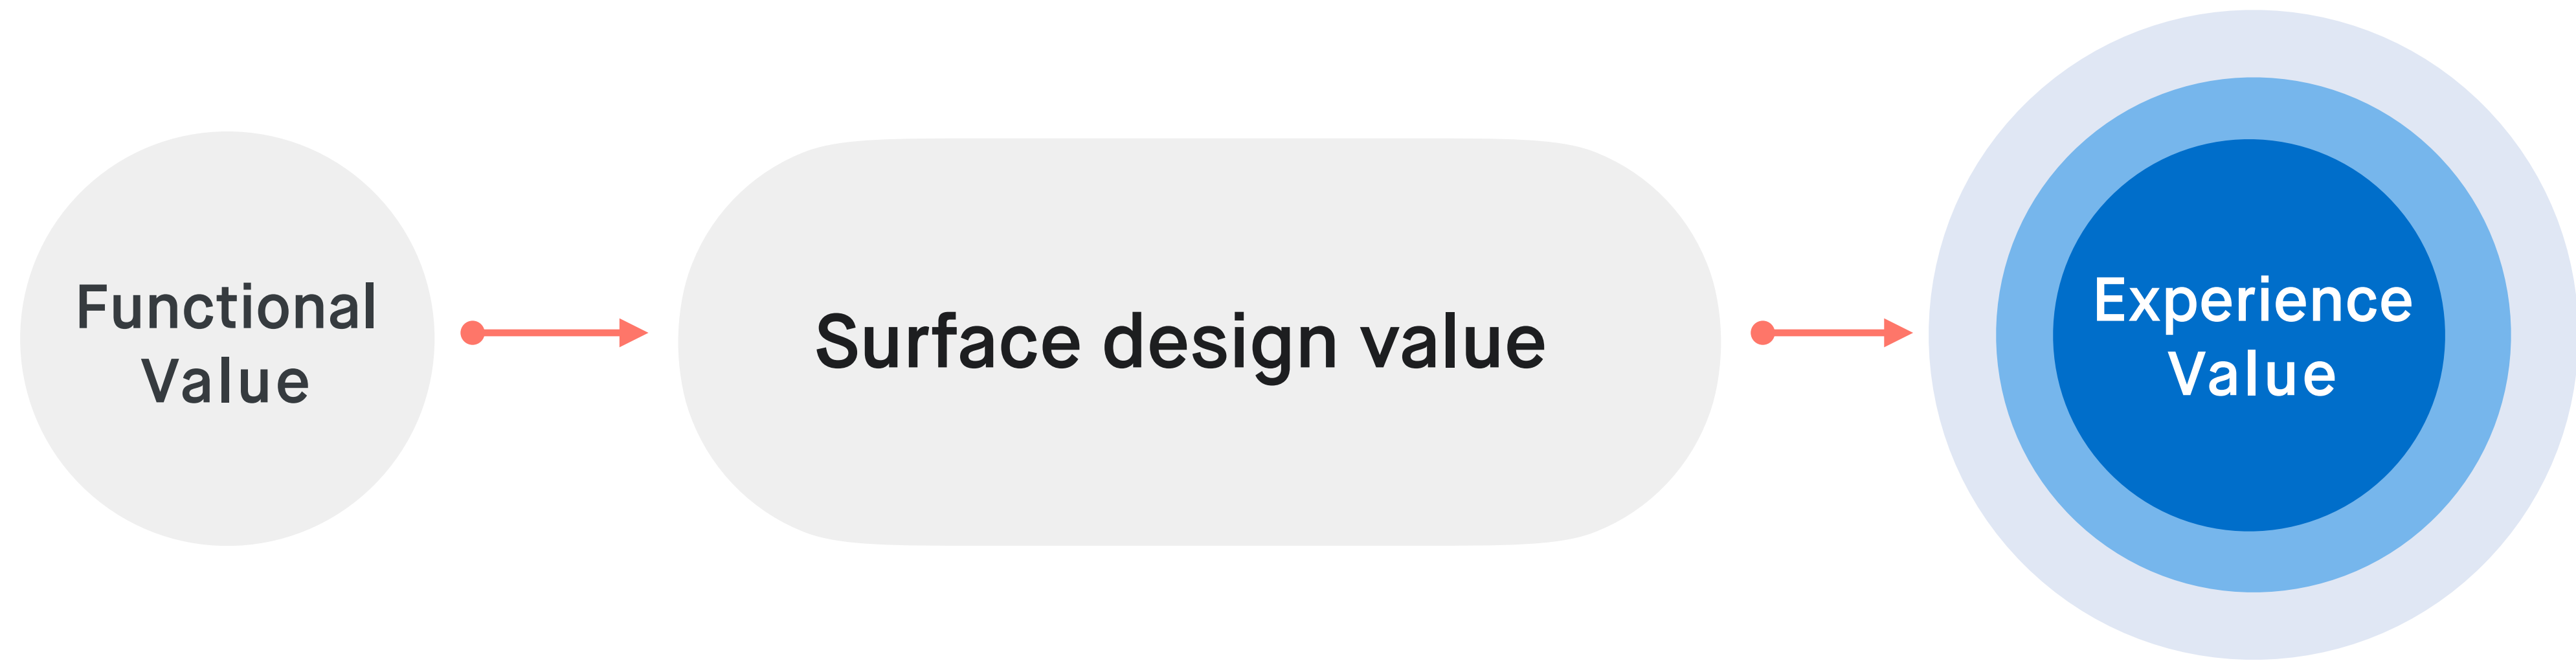 Functional
Value
Surface design value
Experience
Value